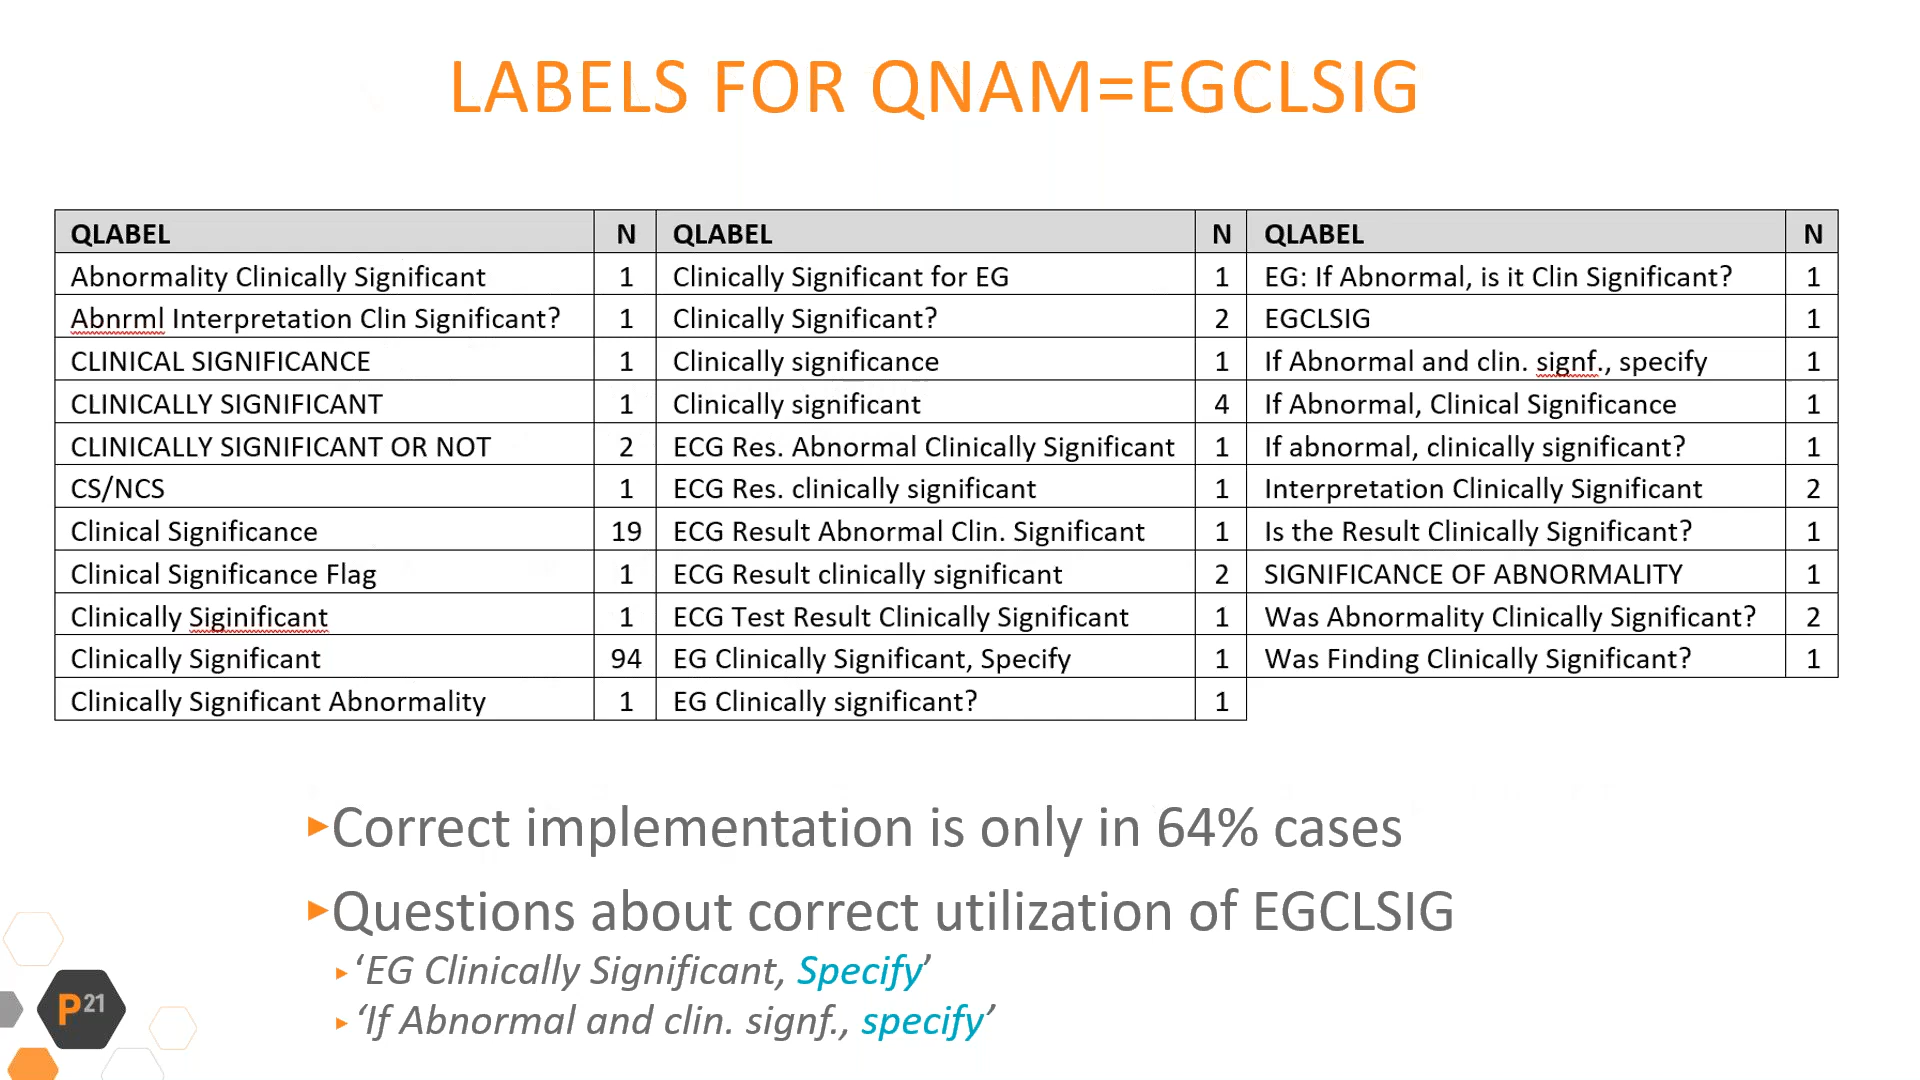 LABELS FOR QNAM=EGCLSIG
QLABEL N QLABEL N QLABEL N
Abnormality Clinically Significant 1 Clinically Significant for EG 1 EG: If Abnormal, is it Clin Significant? 1
Abnrml Interpretation Clin Significant? 1 Clinically Significant? 2 EGCLSIG 1
CLINICAL SIGNIFICANCE 1 Clinically significance 1 If Abnormal and clin. signf., specify 1
CLINICALLY SIGNIFICANT 1 Clinically significant 4 If Abnormal, Clinical Significance 1
CLINICALLY SIGNIFICANT OR NOT 2 ECG Res. Abnormal Clinically Significant 1 If abnormal, clinically significant? 1
CS/NCS 1 ECG Res. clinically significant 1 Interpretation Clinically Significant 2
Clinical Significance 19 ECG Result Abnormal Clin. Significant 1 Is the Result Clinically Significant? 1
Clinical Significance Flag 1 ECG Result clinically significant 2 SIGNIFICANCE OF ABNORMALITY 1
Clinically Siginificant 1 ECG Test Result Clinically Significant 1 Was Abnormality Clinically Significant? 2
Clinically Significant 94 EG Clinically Significant, Specify 1 Was Finding Clinically Significant? 1
Clinically Significant Abnormality 1 EG Clinically significant? 1
Correct implementation is only in 64% cases
Questions about correct utilization of EGCLSIG
‘EG Clinically Significant, Specify’
‘If Abnormal and clin. signf., specify’
P21